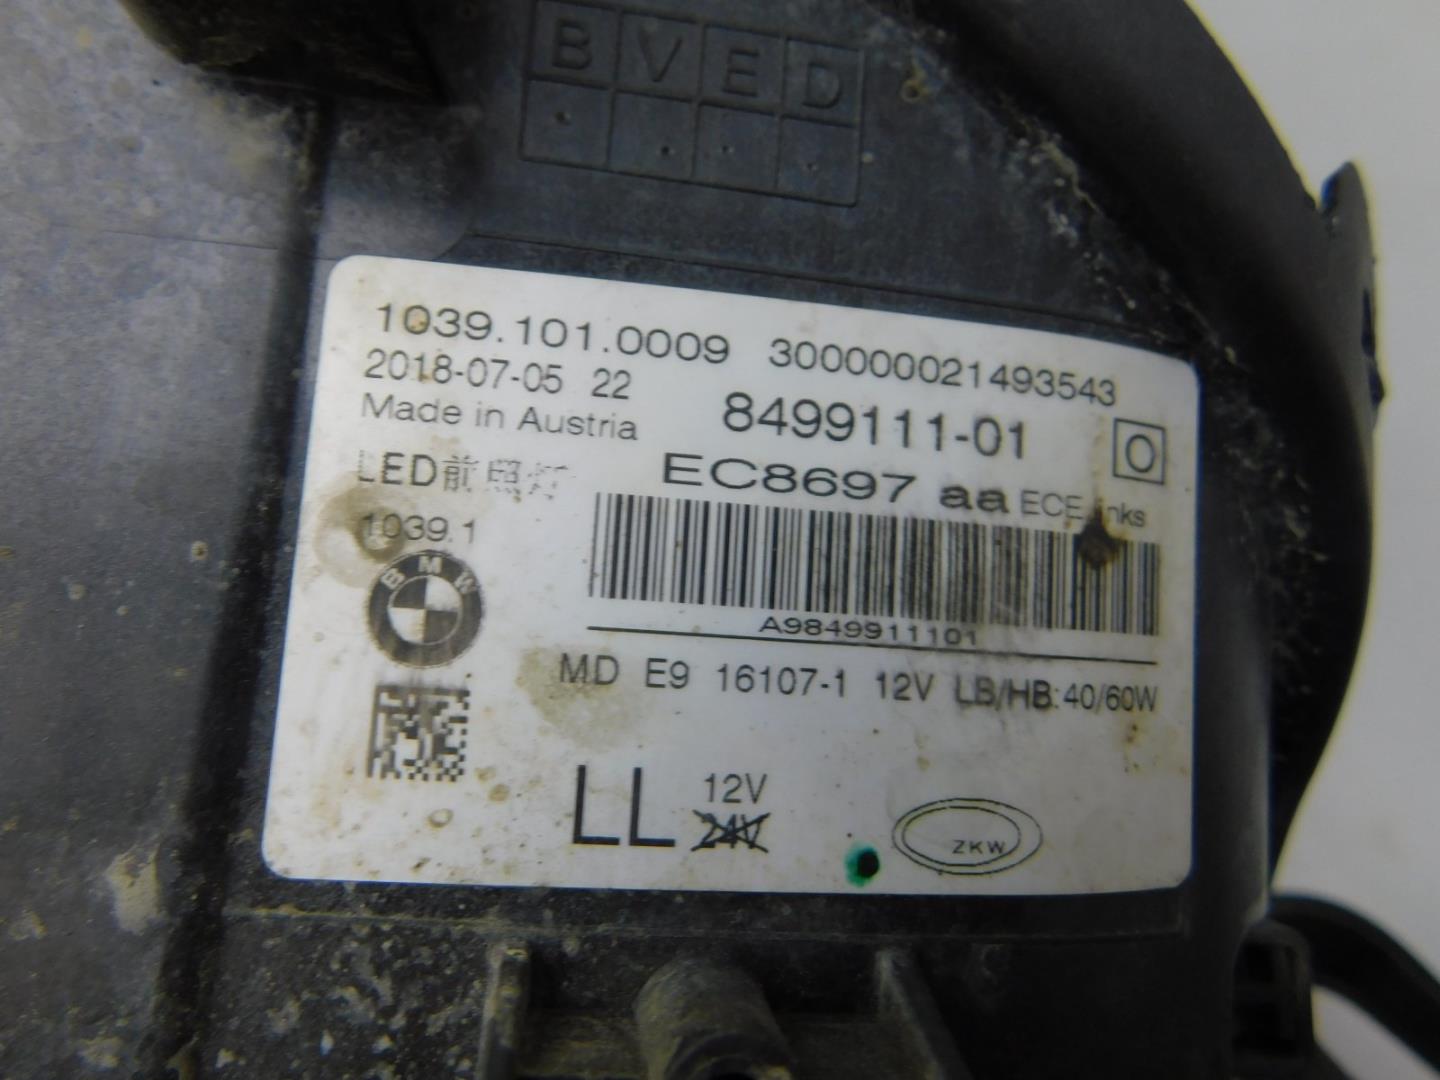 B V E D
1039.101.0009 300000021493543
2018-07-05 22
8499111-01
Made in Austria
O
LED前照灯
EC8697 aa ECE
1039.1
BMW
A9849911101
MD E9 16107-1 12V LB/HB:40/60W
LL 12V
24V
ZKW